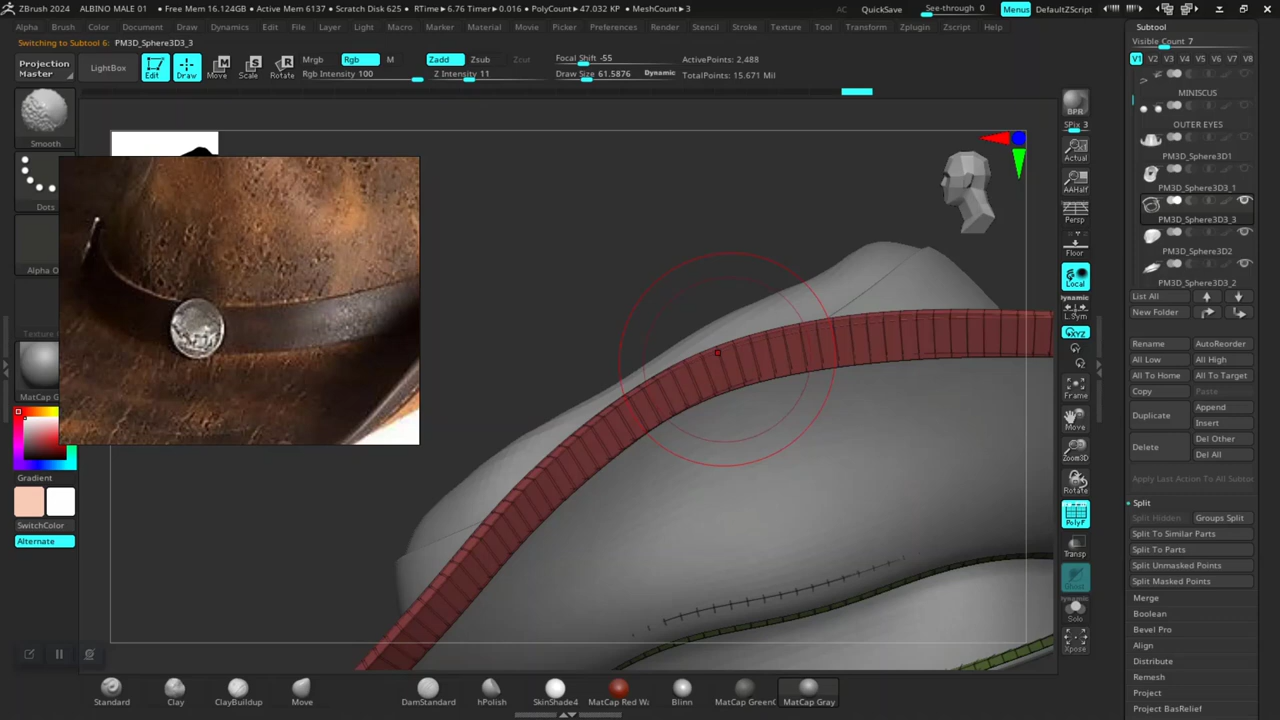 ZBrush 2024 ALBINO MALE 01 • Free Mem 16.124GB • Active Mem 6137 • Scratch Disk 625 • RTime▸6.76 Timer▸0.016 • PolyCount▸47.032 KP • MeshCount▸3 AC QuickSave See-through 0 Menus DefaultZScript
Alpha Brush Color Document Draw Dynamics Edit File Layer Light Macro Marker Material Movie Picker Preferences Render Stencil Stroke Texture Tool Transform Zplugin Zscript Help
Switching to Subtool 6: PM3D_Sphere3D3_3
Projection Master
LightBox
Edit
Draw
Move
Scale
Rotate
Mrgb Rgb M
Rgb Intensity 100
Zadd Zsub Zcut
Z Intensity 11
Focal Shift -55
Draw Size 61.5876 Dynamic
ActivePoints: 2,488
TotalPoints: 15.671 Mil
Smooth
Dots
Alpha O
Texture
MatCap G
Gradient
SwitchColor
Alternate
BPR
SPix 3
Actual
AAHalf
Persp
Floor
Local
Dynamic
L.Sym
XYZ
Frame
Move
Zoom3D
Rotate
PolyF
Transp
Ghost
Dynamic
Solo
Xpose
Subtool
Visible Count 7
V1 V2 V3 V4 V5 V6 V7 V8
MINISCUS
OUTER EYES
PM3D_Sphere3D1
PM3D_Sphere3D3_1
PM3D_Sphere3D3_3
PM3D_Sphere3D2
PM3D_Sphere3D3_2
List All
New Folder
Rename AutoReorder
All Low All High
All To Home All To Target
Copy Paste
Duplicate Append
Insert
Delete Del Other
Del All
Apply Last Action To All Subtoo
Split
Split Hidden Groups Split
Split To Similar Parts
Split To Parts
Split Unmasked Points
Split Masked Points
Merge
Boolean
Bevel Pro
Align
Distribute
Remesh
Project
Project BasRelief
Standard Clay ClayBuildup Move DamStandard hPolish SkinShade4 MatCap Red Wa Blinn MatCap GreenC MatCap Gray